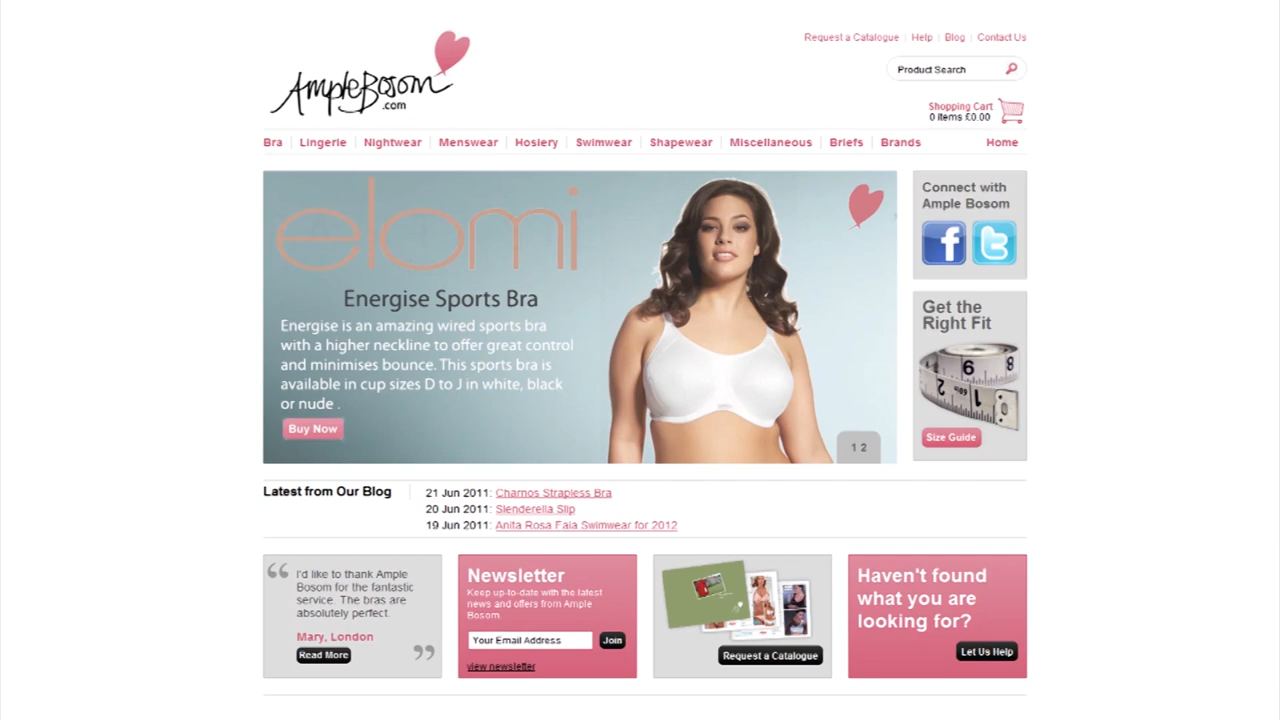 Request a Catalogue
Help
Blog
Contact Us
AmpleBosom
.com
Product Search
Shopping Cart
0 items £0.00
Bra
Lingerie
Nightwear
Menswear
Hosiery
Swimwear
Shapewear
Miscellaneous
Briefs
Brands
Home
elomi
Energise Sports Bra
Energise is an amazing wired sports bra
with a higher neckline to offer great control
and minimises bounce. This sports bra is
available in cup sizes D to J in white, black
or nude .
Buy Now
1 2
Connect with
Ample Bosom
Get the
Right Fit
6
8
1
Size Guide
Latest from Our Blog
21 Jun 2011: Charnos Strapless Bra
20 Jun 2011: Slenderella Slip
19 Jun 2011: Anita Rosa Faia Swimwear for 2012
I'd like to thank Ample
Bosom for the fantastic
service. The bras are
absolutely perfect.
Mary, London
Read More
Newsletter
Keep up-to-date with the latest
news and offers from Ample
Bosom.
Your Email Address
Join
view newsletter
Request a Catalogue
Haven't found
what you are
looking for?
Let Us Help